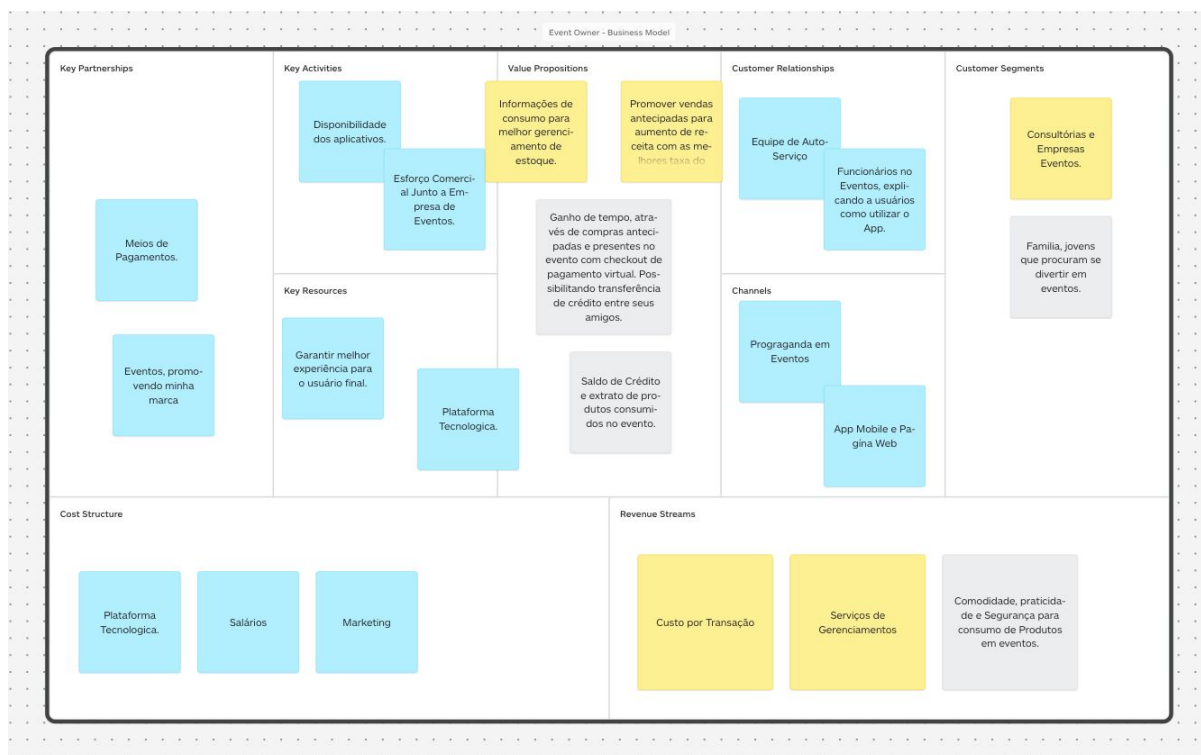 Event Owner - Business Model
Key Partnerships
Meios de
Pagamentos.
Eventos, promo-
vendo minha
marca
Key Activities
Disponibilidade
dos aplicativos.
Esforço Comerci-
al Junto a Em-
presa de
Eventos.
Key Resources
Garantir melhor
experiência para
o usuário final.
Plataforma
Tecnologica.
Value Propositions
Informações de
consumo para
melhor gerenci-
amento de
estoque.
Promover vendas
antecipadas para
aumento de re-
ceita com as me-
lhores taxa do
Ganho de tempo, atra-
vés de compras anteci-
padas e presentes no
evento com checkout de
pagamento virtual. Pos-
sibilitando transferência
de crédito entre seus
amigos.
Saldo de Crédito
e extrato de pro-
dutos consumi-
dos no evento.
Customer Relationships
Equipe de Auto-
Serviço
Funcionários no
Eventos, expli-
cando a usuários
como utilizar o
App.
Channels
Prograganda em
Eventos
App Mobile e Pa-
gína Web
Customer Segments
Consultórias e
Empresas
Eventos.
Familia, jovens
que procuram se
divertir em
eventos.
Cost Structure
Plataforma
Tecnologica.
Salários
Marketing
Revenue Streams
Custo por Transação
Serviços de
Gerenciamentos
Comodidade, praticida-
de e Segurança para
consumo de Produtos
em eventos.